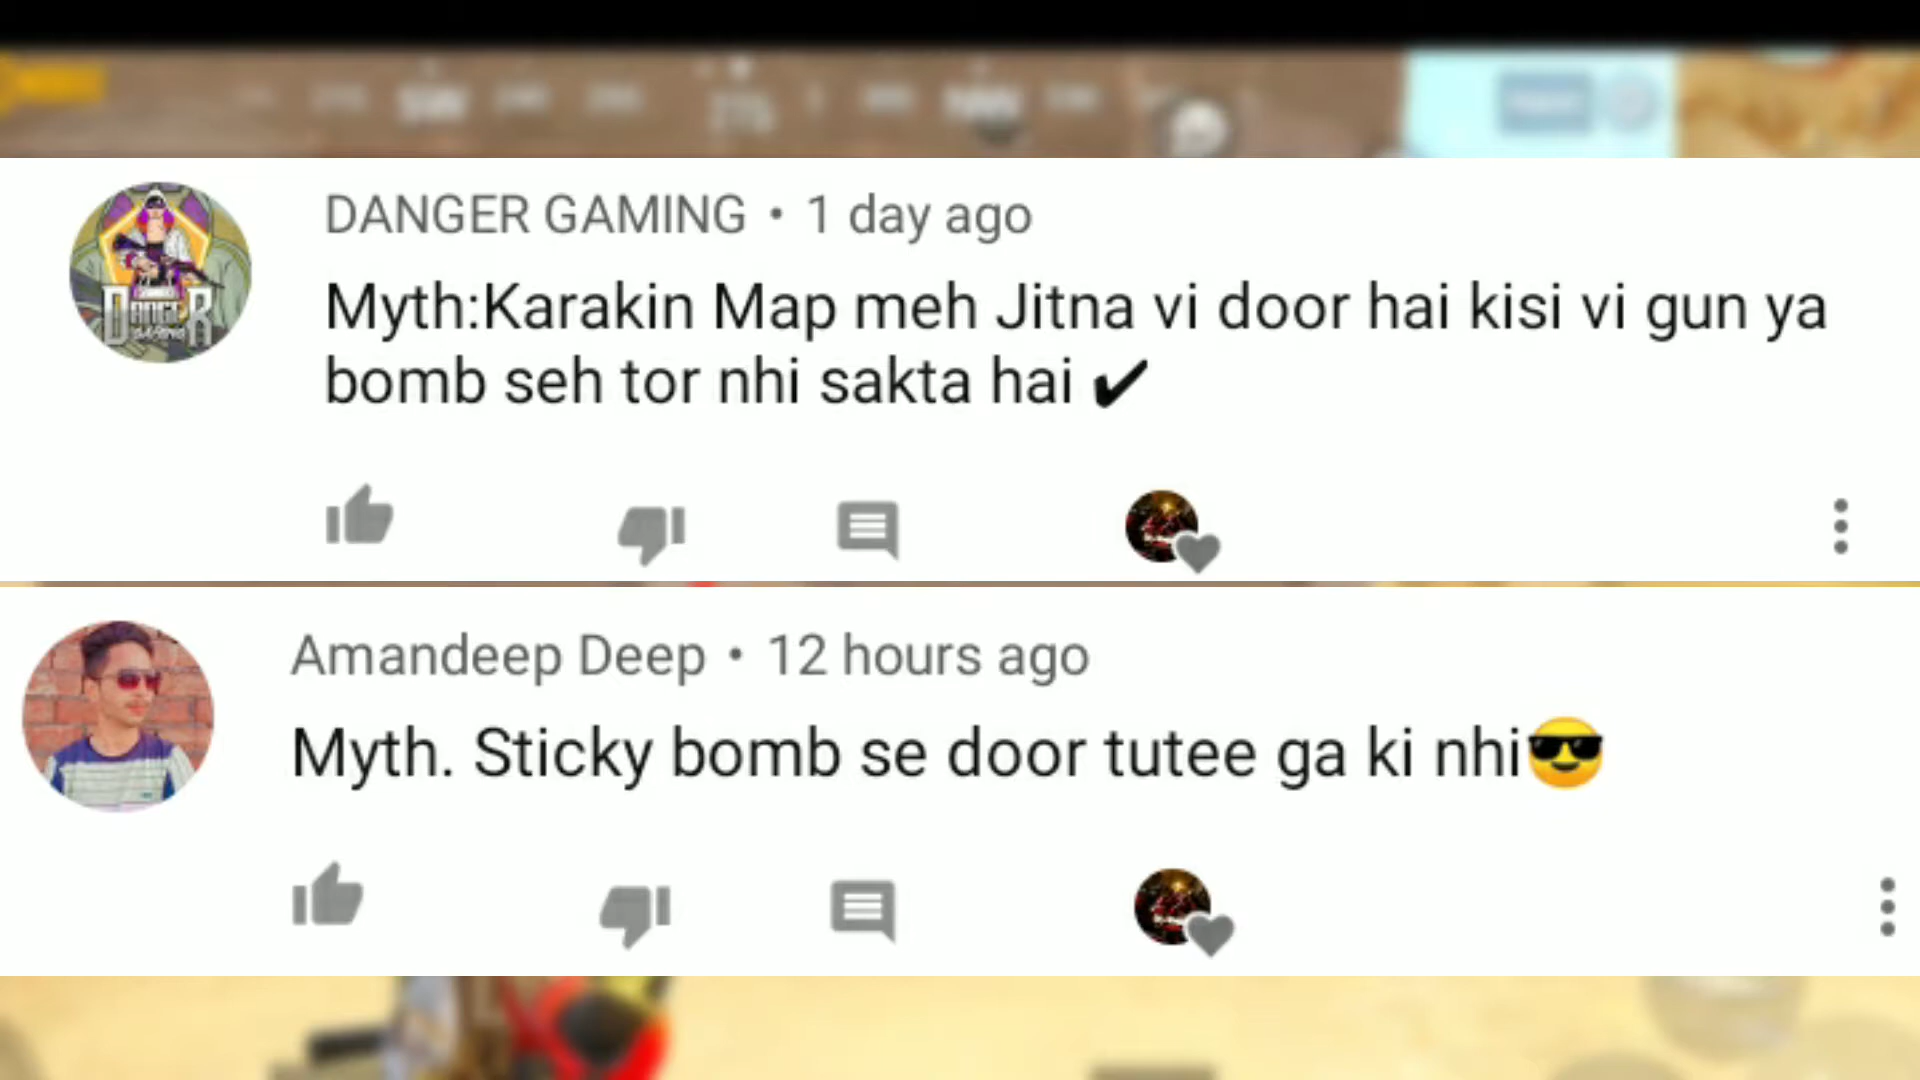 DANGER GAMING • 1 day ago
Myth:Karakin Map meh Jitna vi door hai kisi vi gun ya
bomb seh tor nhi sakta hai ✔
DANGER
Amandeep Deep • 12 hours ago
Myth. Sticky bomb se door tutee ga ki nhi😎